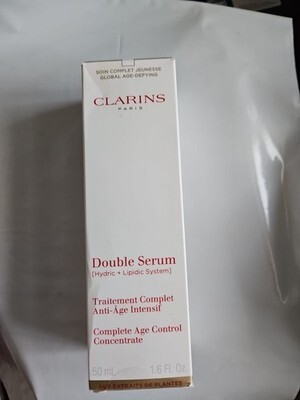 SOIN COMPLET JEUNESSE
GLOBAL AGE-DEFYING
CLARINS
PARIS
Double Serum
[Hydric + Lipidic System]
Traitement Complet
Anti-Âge Intensif
Complete Age Control
Concentrate
50 mL 1.6 Fl. Oz.
AUX EXTRAITS DE PLANTES